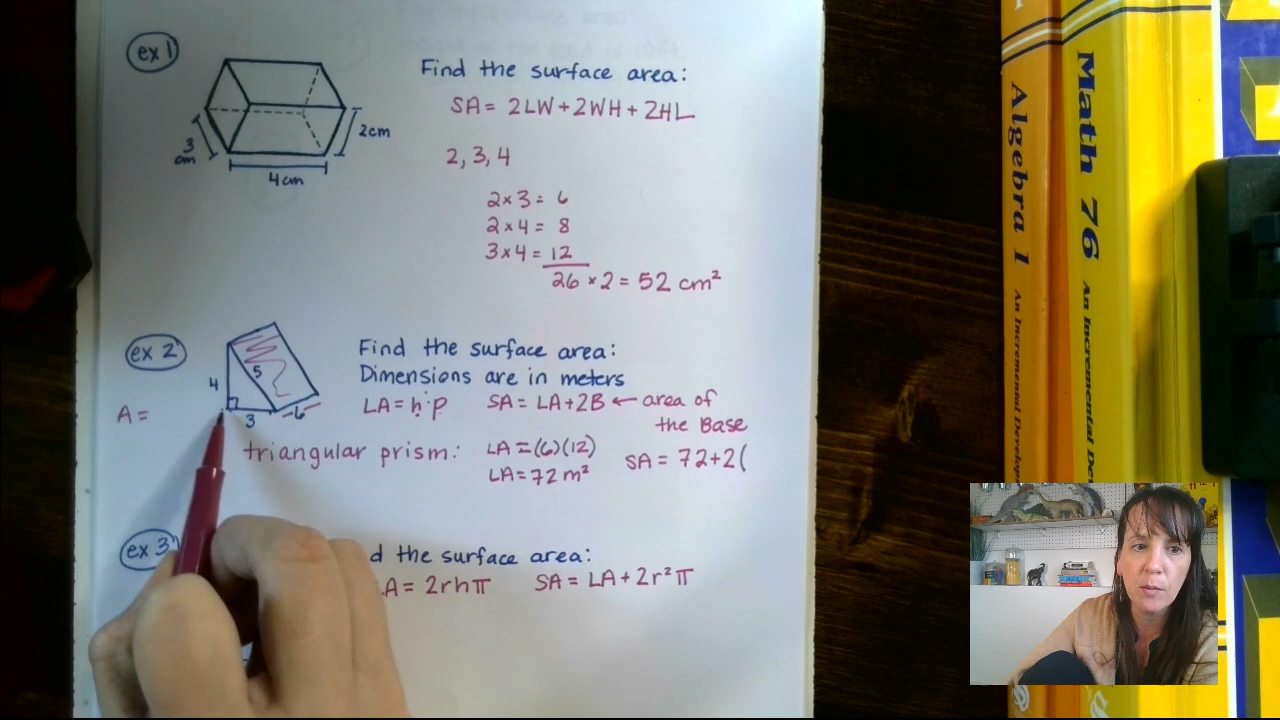 ex 1
Find the surface area:
SA = 2LW + 2WH + 2HL
2, 3, 4
3 cm
2cm
4cm
2 × 3 = 6
2 × 4 = 8
3 × 4 = 12
26 × 2 = 52 cm²
ex 2
4
5
3
6
A =
Find the surface area:
Dimensions are in meters
LA = h · p SA = LA + 2B ← area of
the Base
triangular prism: LA = (6)(12)
LA = 72 m²
SA = 72 + 2(
ex 3
d the surface area:
A = 2rhπ SA = LA + 2r²π
Algebra 1
An Incremental
Math 76
An Incremental